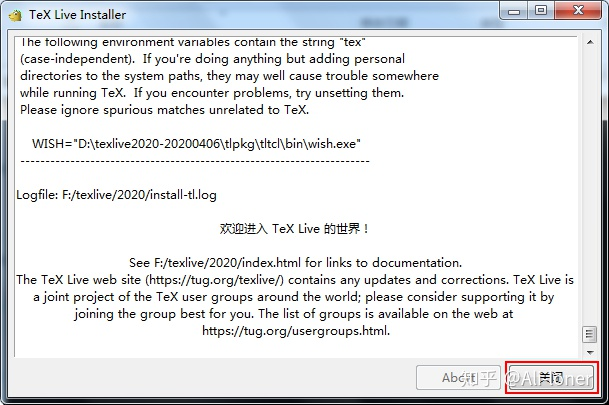 TeX Live Installer
The following environment variables contain the string "tex"
(case-independent).  If you're doing anything but adding personal
directories to the system paths, they may well cause trouble somewhere
while running TeX.  If you encounter problems, try unsetting them.
Please ignore spurious matches unrelated to TeX.
WISH="D:\texlive2020-20200406\tlpkg\tltcl\bin\wish.exe"
----------------------------------------------------------------------
Logfile: F:/texlive/2020/install-tl.log
欢迎进入 TeX Live 的世界！
See F:/texlive/2020/index.html for links to documentation.
The TeX Live web site (https://tug.org/texlive/) contains any updates and corrections. TeX Live is
a joint project of the TeX user groups around the world; please consider supporting it by
joining the group best for you. The list of groups is available on the web at
https://tug.org/usergroups.html.
Abort
关闭
知乎